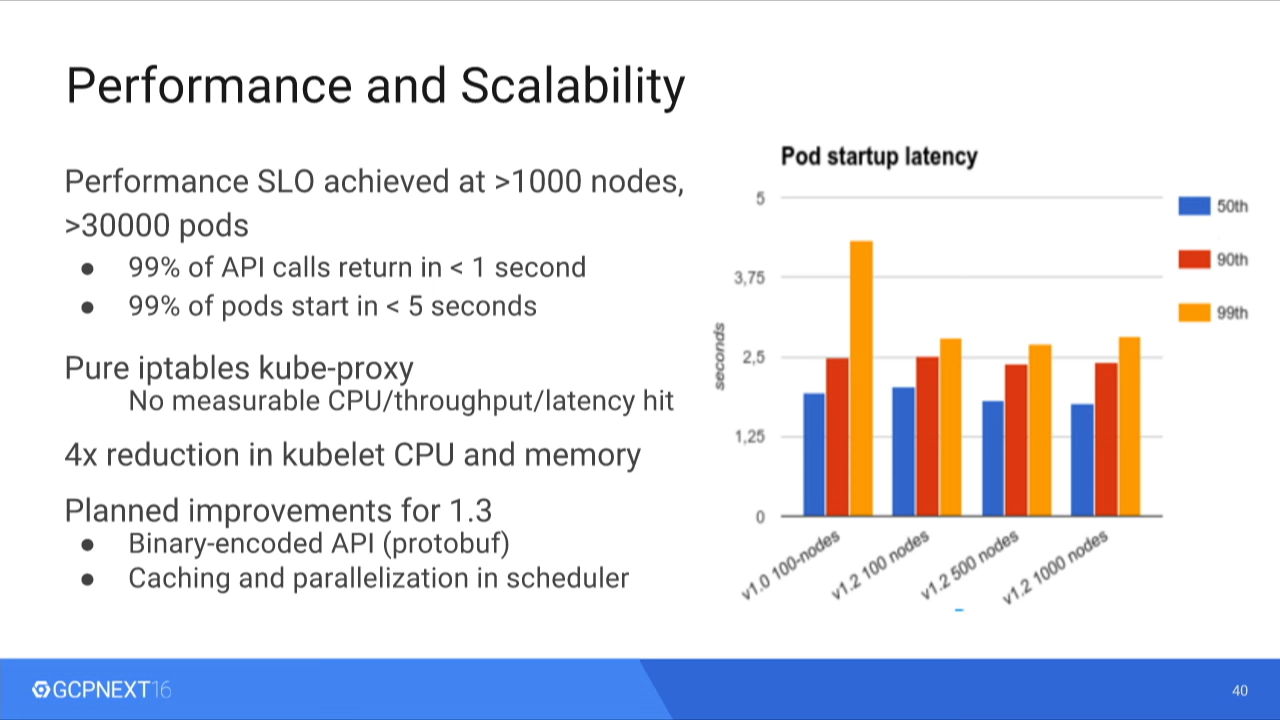 Performance and Scalability
Performance SLO achieved at >1000 nodes,
>30000 pods
● 99% of API calls return in < 1 second
● 99% of pods start in < 5 seconds
Pure iptables kube-proxy
No measurable CPU/throughput/latency hit
4x reduction in kubelet CPU and memory
Planned improvements for 1.3
● Binary-encoded API (protobuf)
● Caching and parallelization in scheduler
Pod startup latency
5
3,75
2,5
1,25
0
seconds
v1.0 100-nodes
v1.2 100 nodes
v1.2 500 nodes
v1.2 1000 nodes
50th
90th
99th
GCPNEXT16
40